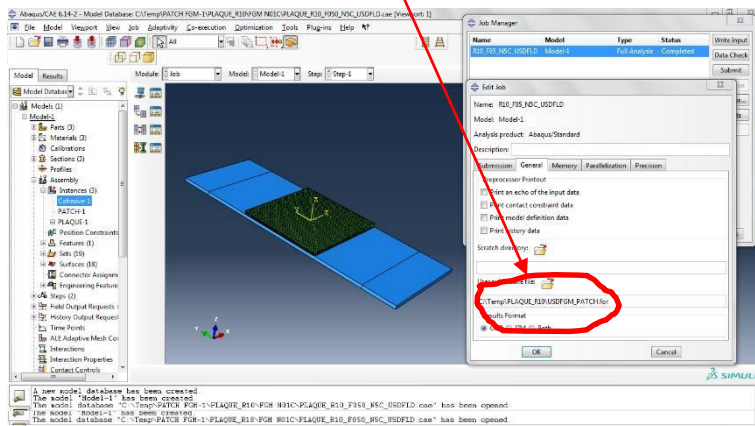 Abaqus/CAE 6.14-2 - Model Database: C:\Temp\PATCH FGM-1\PLAQUE_R10\FGM N01C\PLAQUE_R10_F050_N5C_USDFLD.cae [Viewport: 1]
File Model Viewport View Job Adaptivity Co-execution Optimization Tools Plug-ins Help
All
Model Results
Module: Job Model: Model-1 Step: Step-1
Model Databas
Models (1)
Model-1
Parts (3)
Materials (3)
Calibrations
Sections (2)
Profiles
Assembly
Instances (3)
Cohesive-1
PATCH-1
PLAQUE-1
Position Constraints
Features (1)
Sets (19)
Surfaces (18)
Connector Assignm
Engineering Feature
Steps (2)
Field Output Requests
History Output Request
Time Points
ALE Adaptive Mesh Co
Interactions
Interaction Properties
Contact Controls
Job Manager
Name Model Type Status
R10_F05_N5C_USDFLD Model-1 Full Analysis Completed
Write Input
Data Check
Submit
Edit Job
Name: R10_F05_N5C_USDFLD
Model: Model-1
Analysis product: Abaqus/Standard
Description:
Submission General Memory Parallelization Precision
Preprocessor Printout
Print an echo of the input data
Print contact constraint data
Print model definition data
Print history data
Scratch directory:
file:
C:\Temp\PLAQUE_R10\USDFGM_PATCH.for
Results Format
Both
OK Cancel
SIMULI
A new model database has been created.
The model "Model-1" has been created.
The model database "C:\Temp\PATCH FGM-1\PLAQUE_R10\FGM N01C\PLAQUE_R10_F050_N5C_USDFLD.cae" has been opened.
The model "Model-1" has been created.
The model database "C:\Temp\PATCH FGM-1\PLAQUE_R10\FGM N01C\PLAQUE_R10_F050_N5C_USDFLD.cae" has been opened.